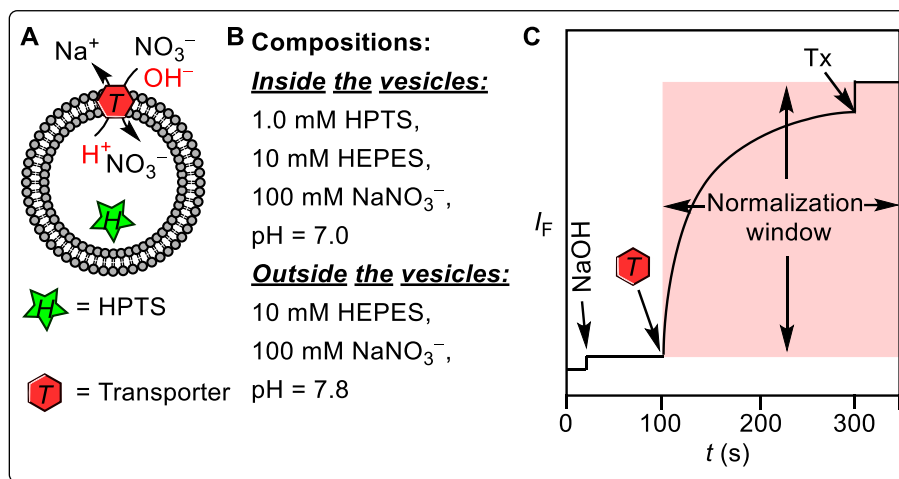 A
Na⁺
NO₃⁻
OH⁻
T
H⁺
NO₃⁻
H
H = HPTS
T = Transporter
B Compositions:
Inside the vesicles:
1.0 mM HPTS,
10 mM HEPES,
100 mM NaNO₃⁻,
pH = 7.0
Outside the vesicles:
10 mM HEPES,
100 mM NaNO₃⁻,
pH = 7.8
C
Tx
Normalization
window
I_F
NaOH
T
0 100 200 300
t (s)